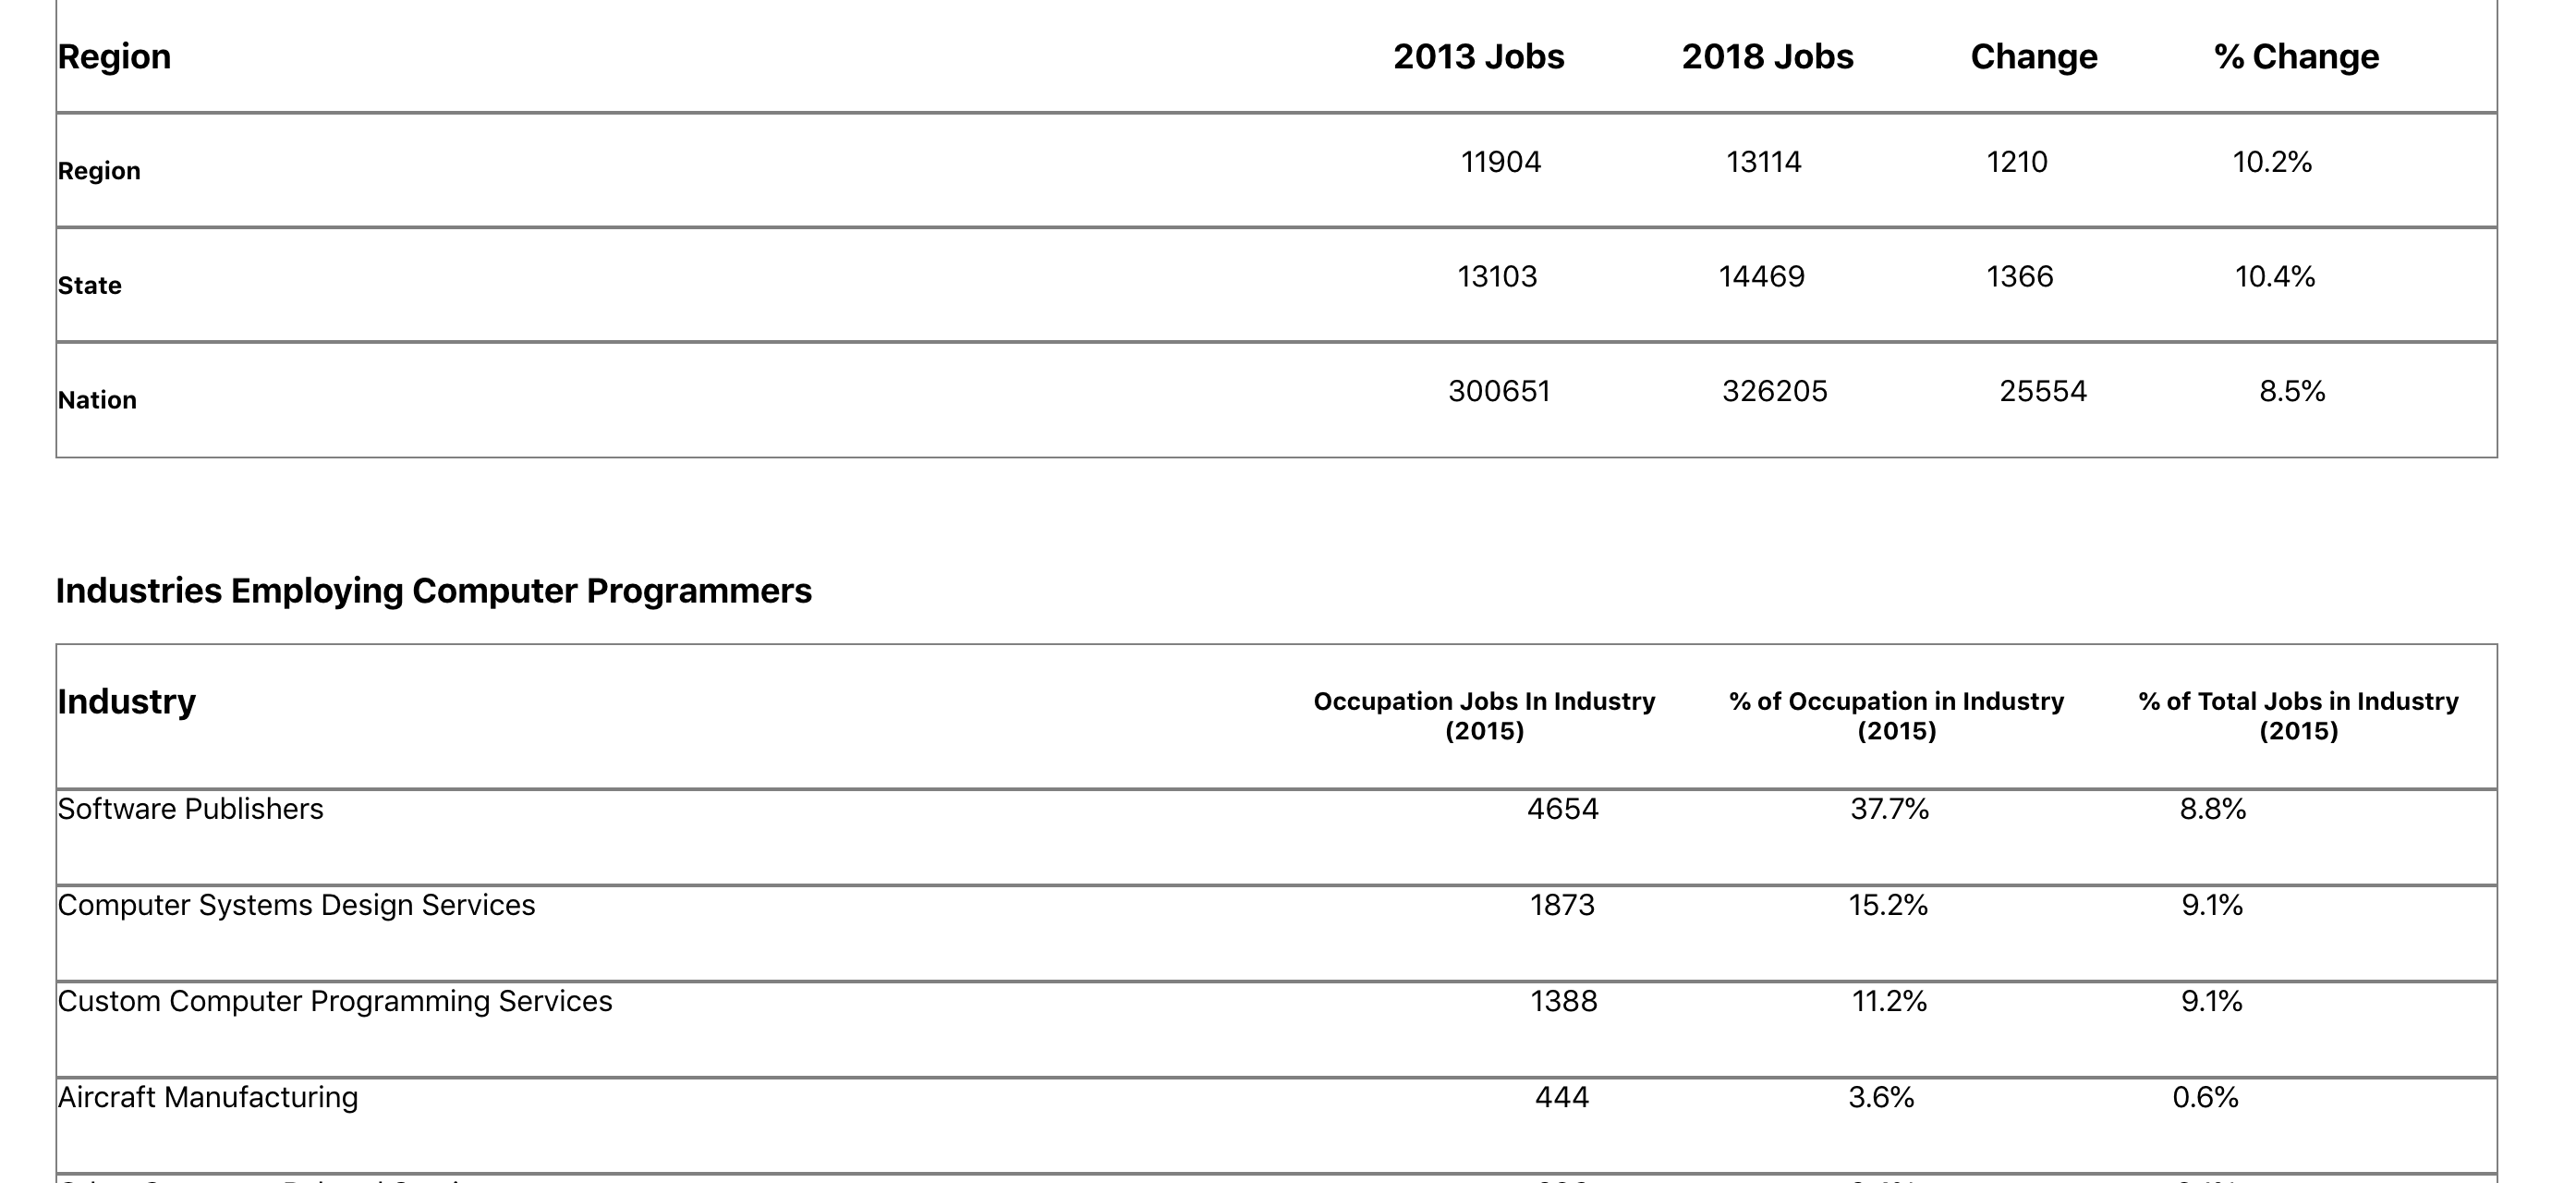 Region 2013 Jobs 2018 Jobs Change % Change
Region 11904 13114 1210 10.2%
State 13103 14469 1366 10.4%
Nation 300651 326205 25554 8.5%
Industries Employing Computer Programmers
Industry Occupation Jobs In Industry % of Occupation in Industry % of Total Jobs in Industry
(2015) (2015) (2015)
Software Publishers 4654 37.7% 8.8%
Computer Systems Design Services 1873 15.2% 9.1%
Custom Computer Programming Services 1388 11.2% 9.1%
Aircraft Manufacturing 444 3.6% 0.6%